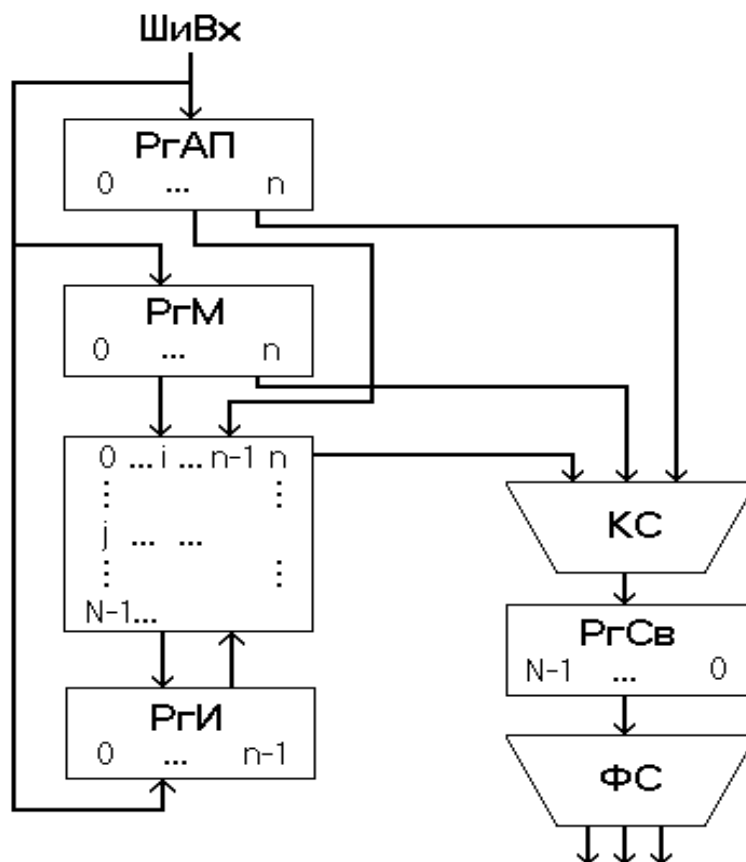 ШиВх
РгАП
0 ... n
РгМ
0 ... n
0 ... i ... n-1 n
⋮ ⋮
j ... ...
⋮ ⋮
N-1...
РгИ
0 ... n-1
КС
РгСв
N-1 ... 0
ФС